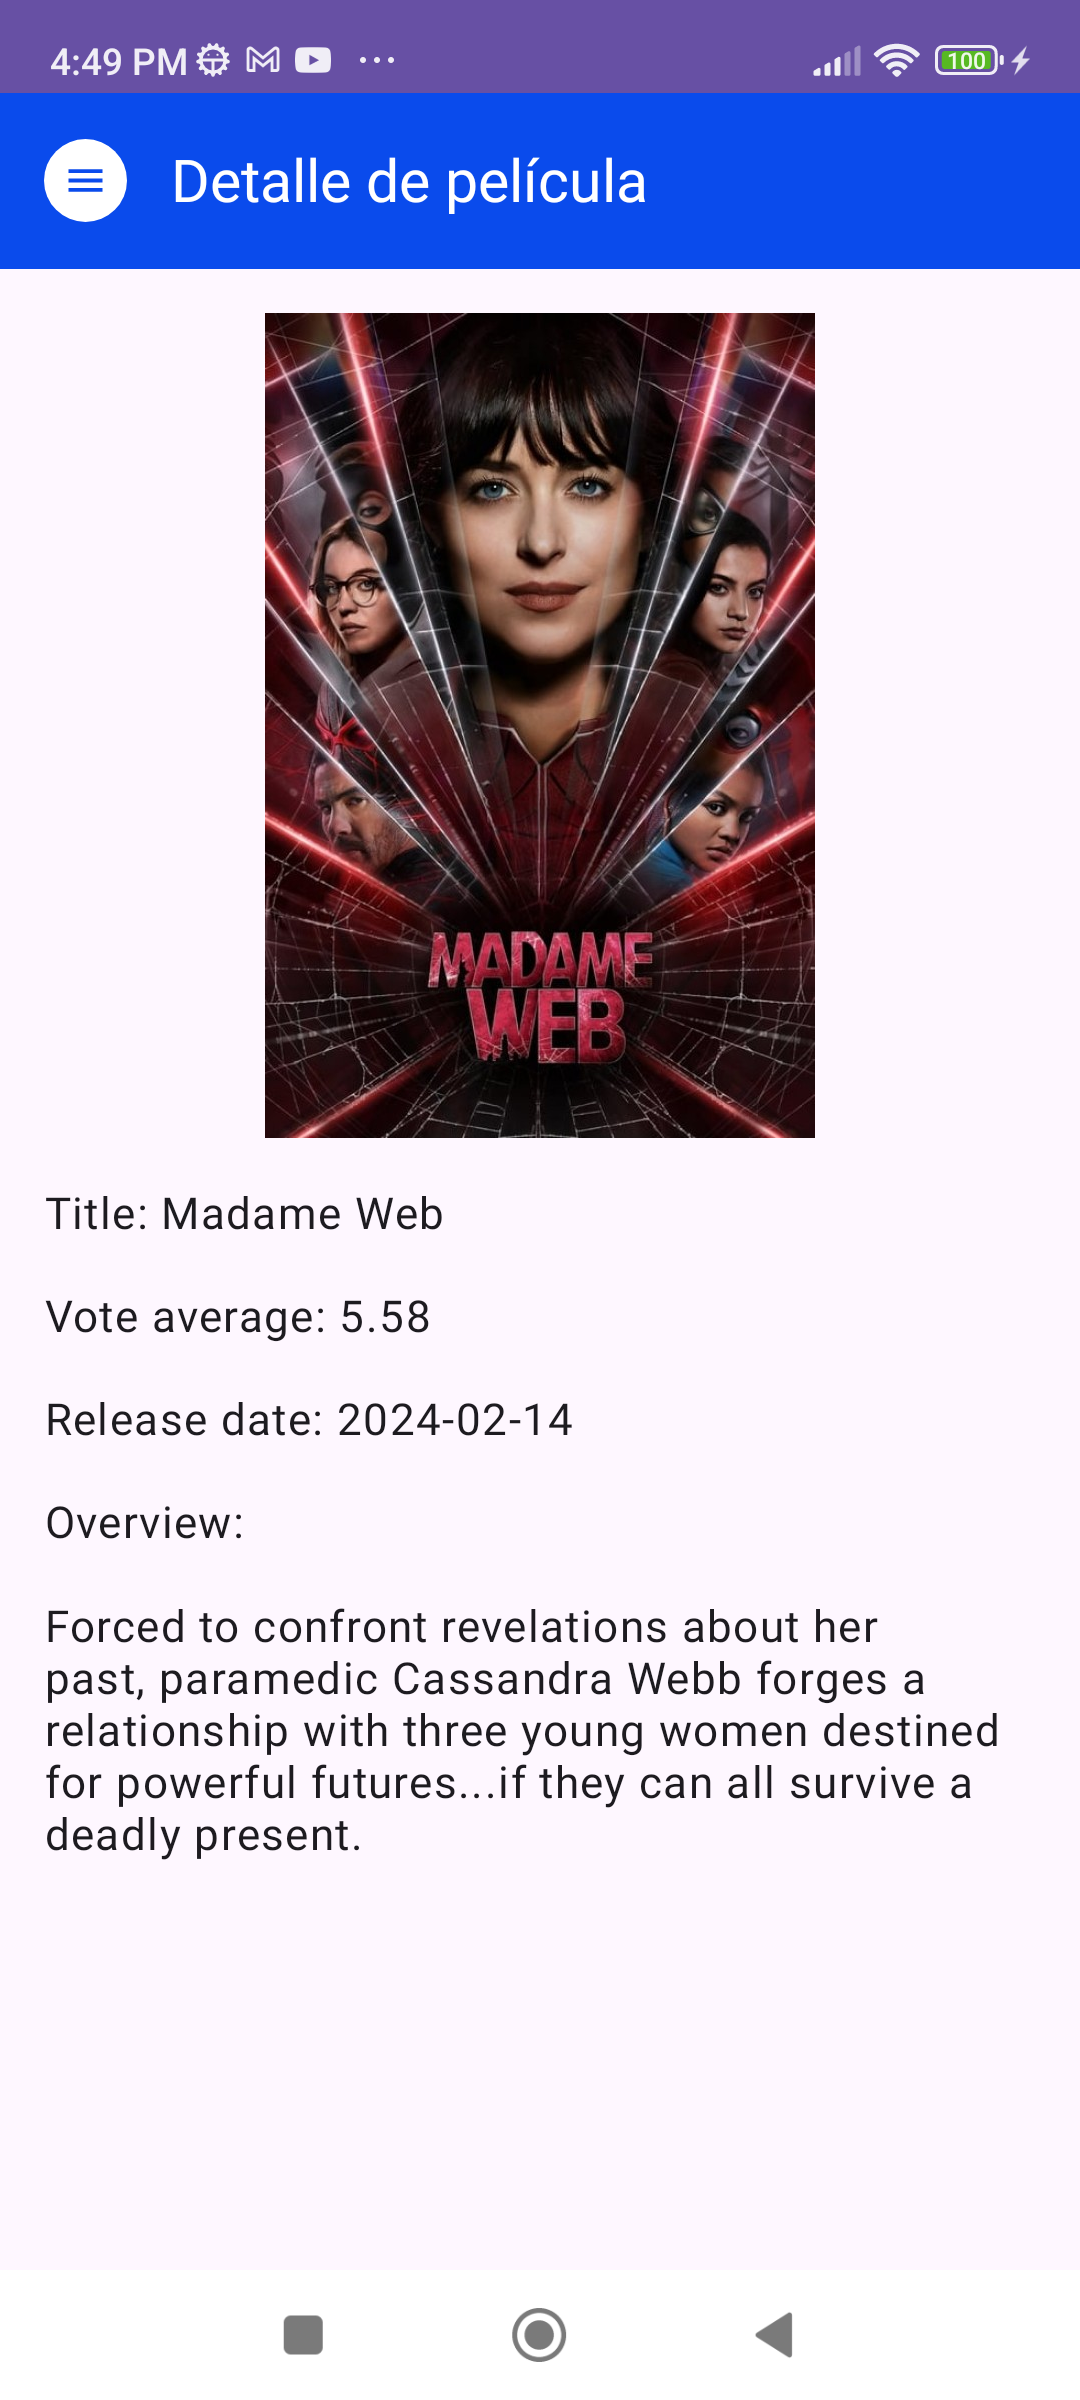 4:49 PM
100
Detalle de película
MADAME
WEB
Title: Madame Web
Vote average: 5.58
Release date: 2024-02-14
Overview:
Forced to confront revelations about her
past, paramedic Cassandra Webb forges a
relationship with three young women destined
for powerful futures...if they can all survive a
deadly present.